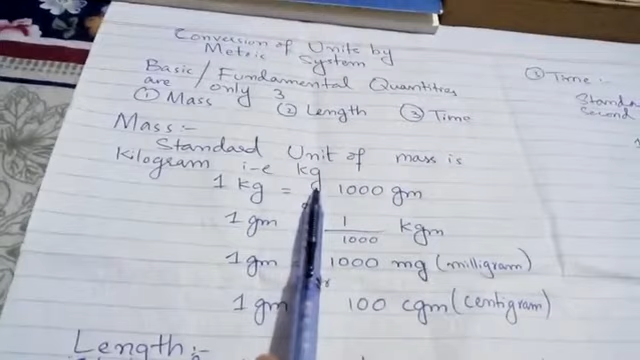 Conversion of Units by
Metric System
Basic/Fundamental Quantities
are only 3
① Mass ② Length ③ Time
Mass:-
Standard Unit of mass is
Kilogram i-e kg
1 kg = 1000 gm
1 gm 1/1000 kgm
1 gm 1000 mg (milligram)
1 gm 100 cgm (centigram)
Length:-
③ Time:-
Second